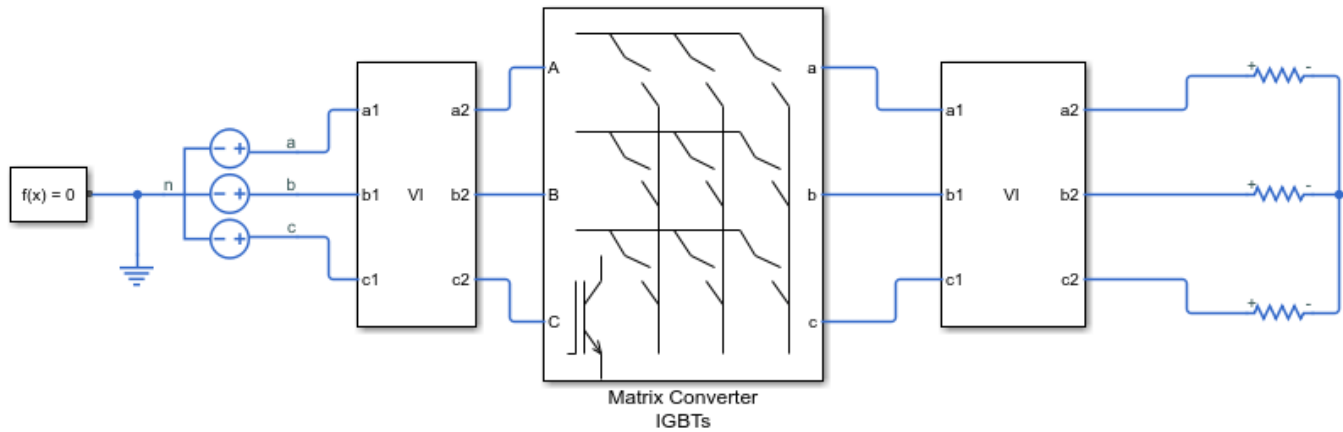 f(x) = 0
n
- +
a
- +
b
- +
c
a1
a2
b1
VI
b2
c1
c2
A
a
B
b
C
c
Matrix Converter
IGBTs
a1
a2
b1
VI
b2
c1
c2
+ -
+ -
+ -